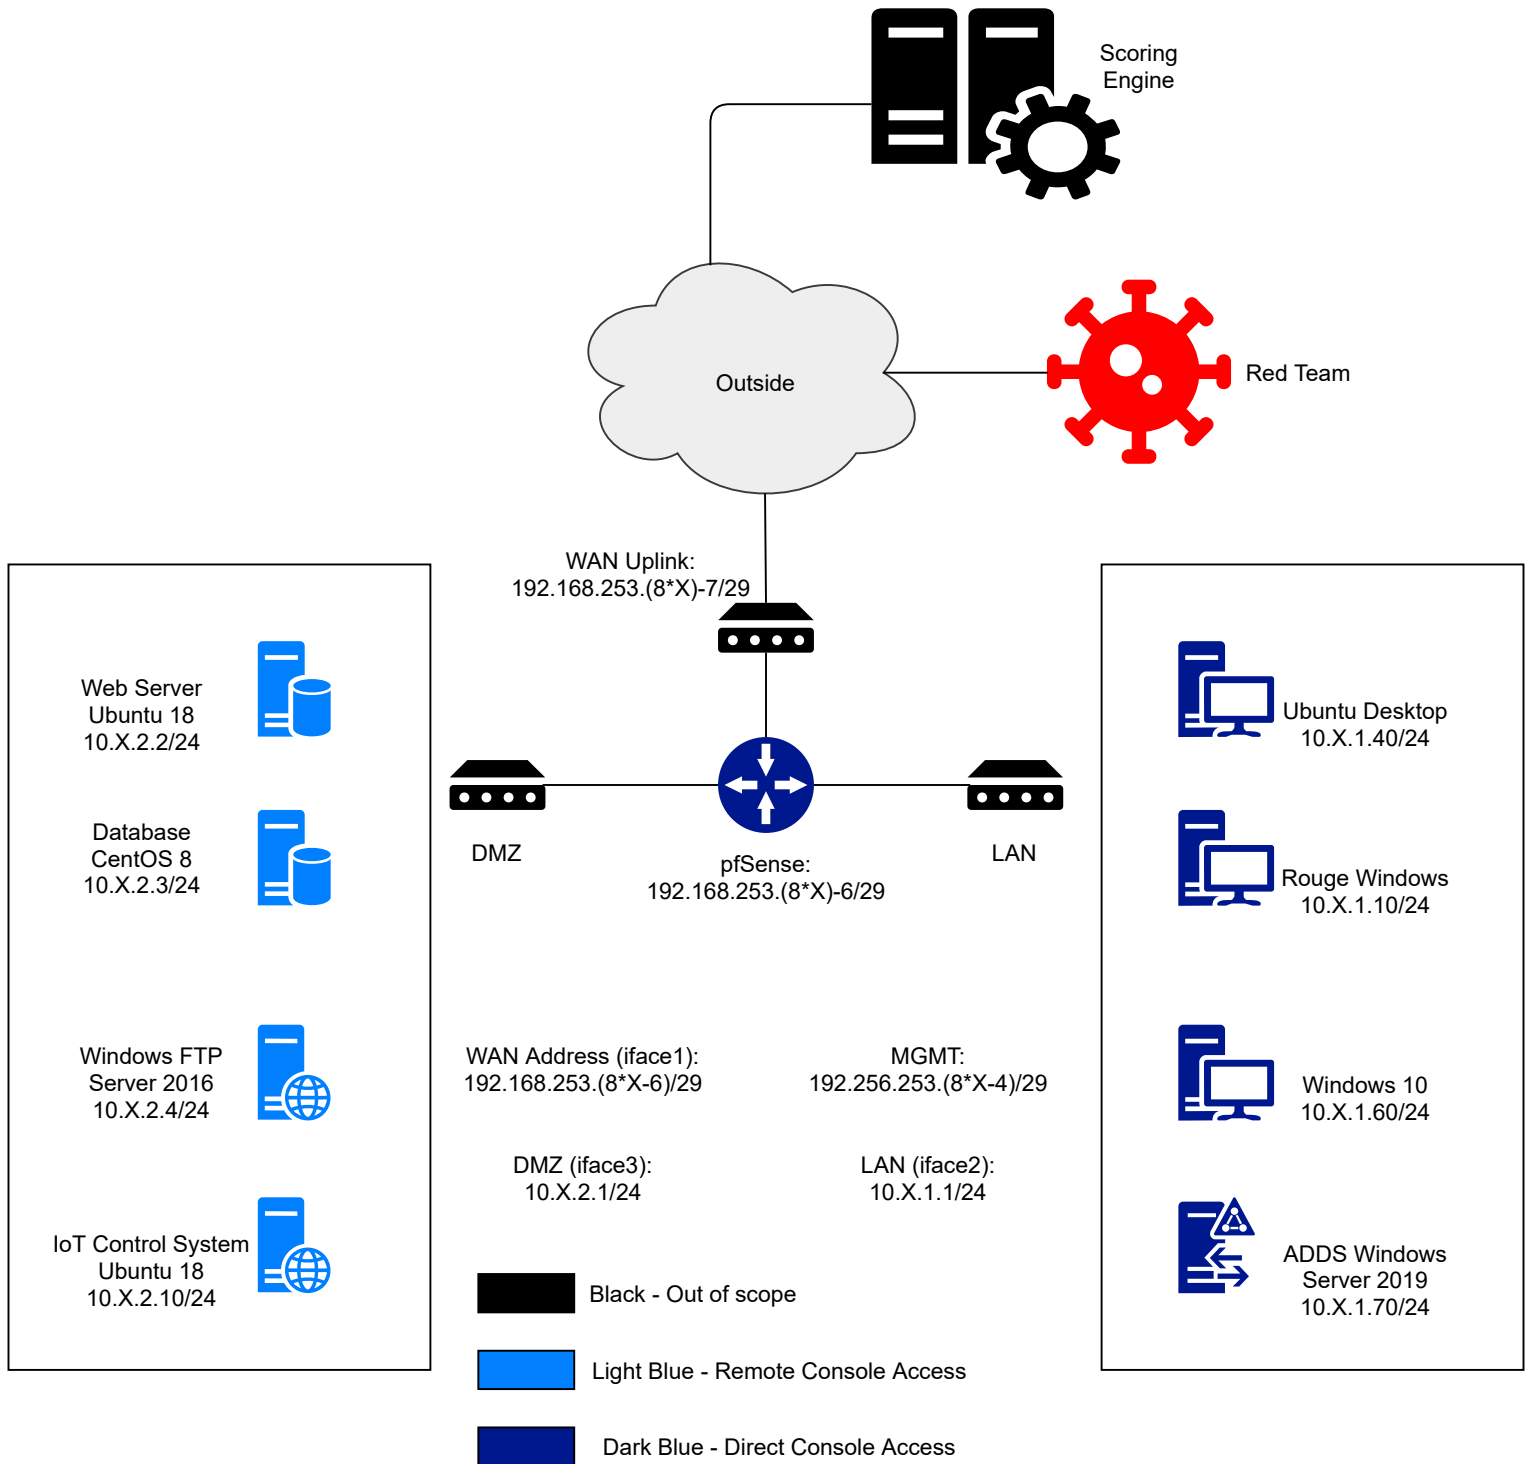 Scoring
Engine
Outside
Red Team
WAN Uplink:
192.168.253.(8*X)-7/29
Web Server
Ubuntu 18
10.X.2.2/24
Database
CentOS 8
10.X.2.3/24
Windows FTP
Server 2016
10.X.2.4/24
IoT Control System
Ubuntu 18
10.X.2.10/24
DMZ
pfSense:
192.168.253.(8*X)-6/29
LAN
WAN Address (iface1):
192.168.253.(8*X-6)/29
MGMT:
192.256.253.(8*X-4)/29
DMZ (iface3):
10.X.2.1/24
LAN (iface2):
10.X.1.1/24
Ubuntu Desktop
10.X.1.40/24
Rouge Windows
10.X.1.10/24
Windows 10
10.X.1.60/24
ADDS Windows
Server 2019
10.X.1.70/24
Black - Out of scope
Light Blue - Remote Console Access
Dark Blue - Direct Console Access